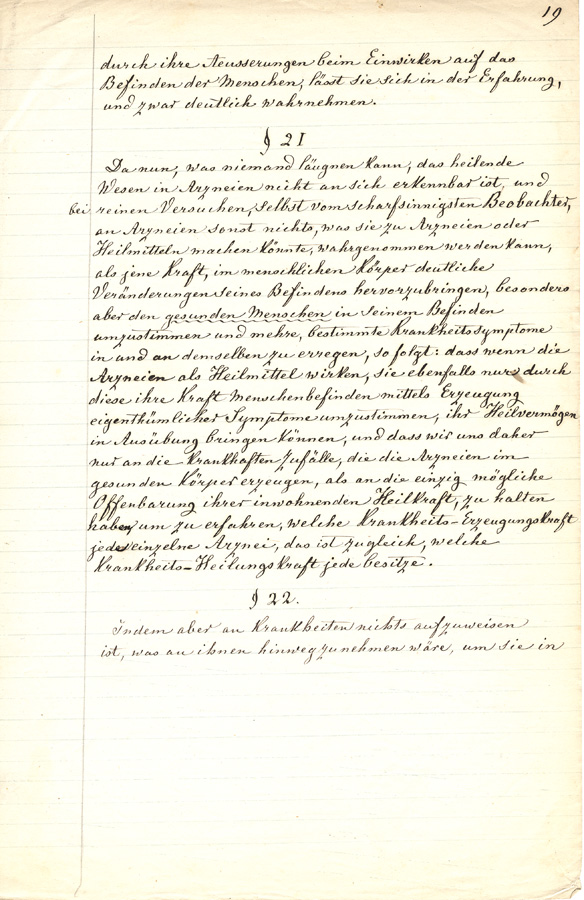 19
durch ihre Aeusserungen beim Einwirken auf das
Befinden der Menschen, lässt sie sich in der Erfahrung,
und zwar deutlich wahrnehmen.
§ 21
Da nun, was niemand läugnen kann, das heilende
Wesen in Arzneien nicht an sich erkennbar ist, und
bei reinen Versuchen, selbst vom scharfsinnigsten Beobachter,
an Arzneien sonst nichts, was sie zu Arzneien oder
Heilmitteln machen könnte, wahrgenommen werden kann,
als jene Kraft, im menschlichen Körper deutliche
Veränderungen seines Befindens hervorzubringen, besonders
aber den gesunden Menschen in seinem Befinden
umzustimmen und mehre, bestimmte Krankheitssymptome
in und an demselben zu erregen, so folgt: dass wenn die
Arzneien als Heilmittel wirken, sie ebenfalls nur durch
diese ihre Kraft Menschenbefinden mittels Erzeugung
eigenthümlicher Symptome umzustimmen, ihr Heilvermögen
in Ausübung bringen können, und dass wir uns daher
nur an die krankhaften Zufälle, die die Arzneien im
gesunden Körper erzeugen, als an die einzig mögliche
Offenbarung ihrer inwohnenden Heilkraft, zu halten
haben, um zu erfahren, welche Krankheits-Erzeugungskraft
jede einzelne Arznei, das ist zugleich, welche
Krankheits-Heilungskraft jede besitze.
§ 22.
Indem aber an Krankheiten nichts aufzuweisen
ist, was an ihnen hinwegzunehmen wäre, um sie in